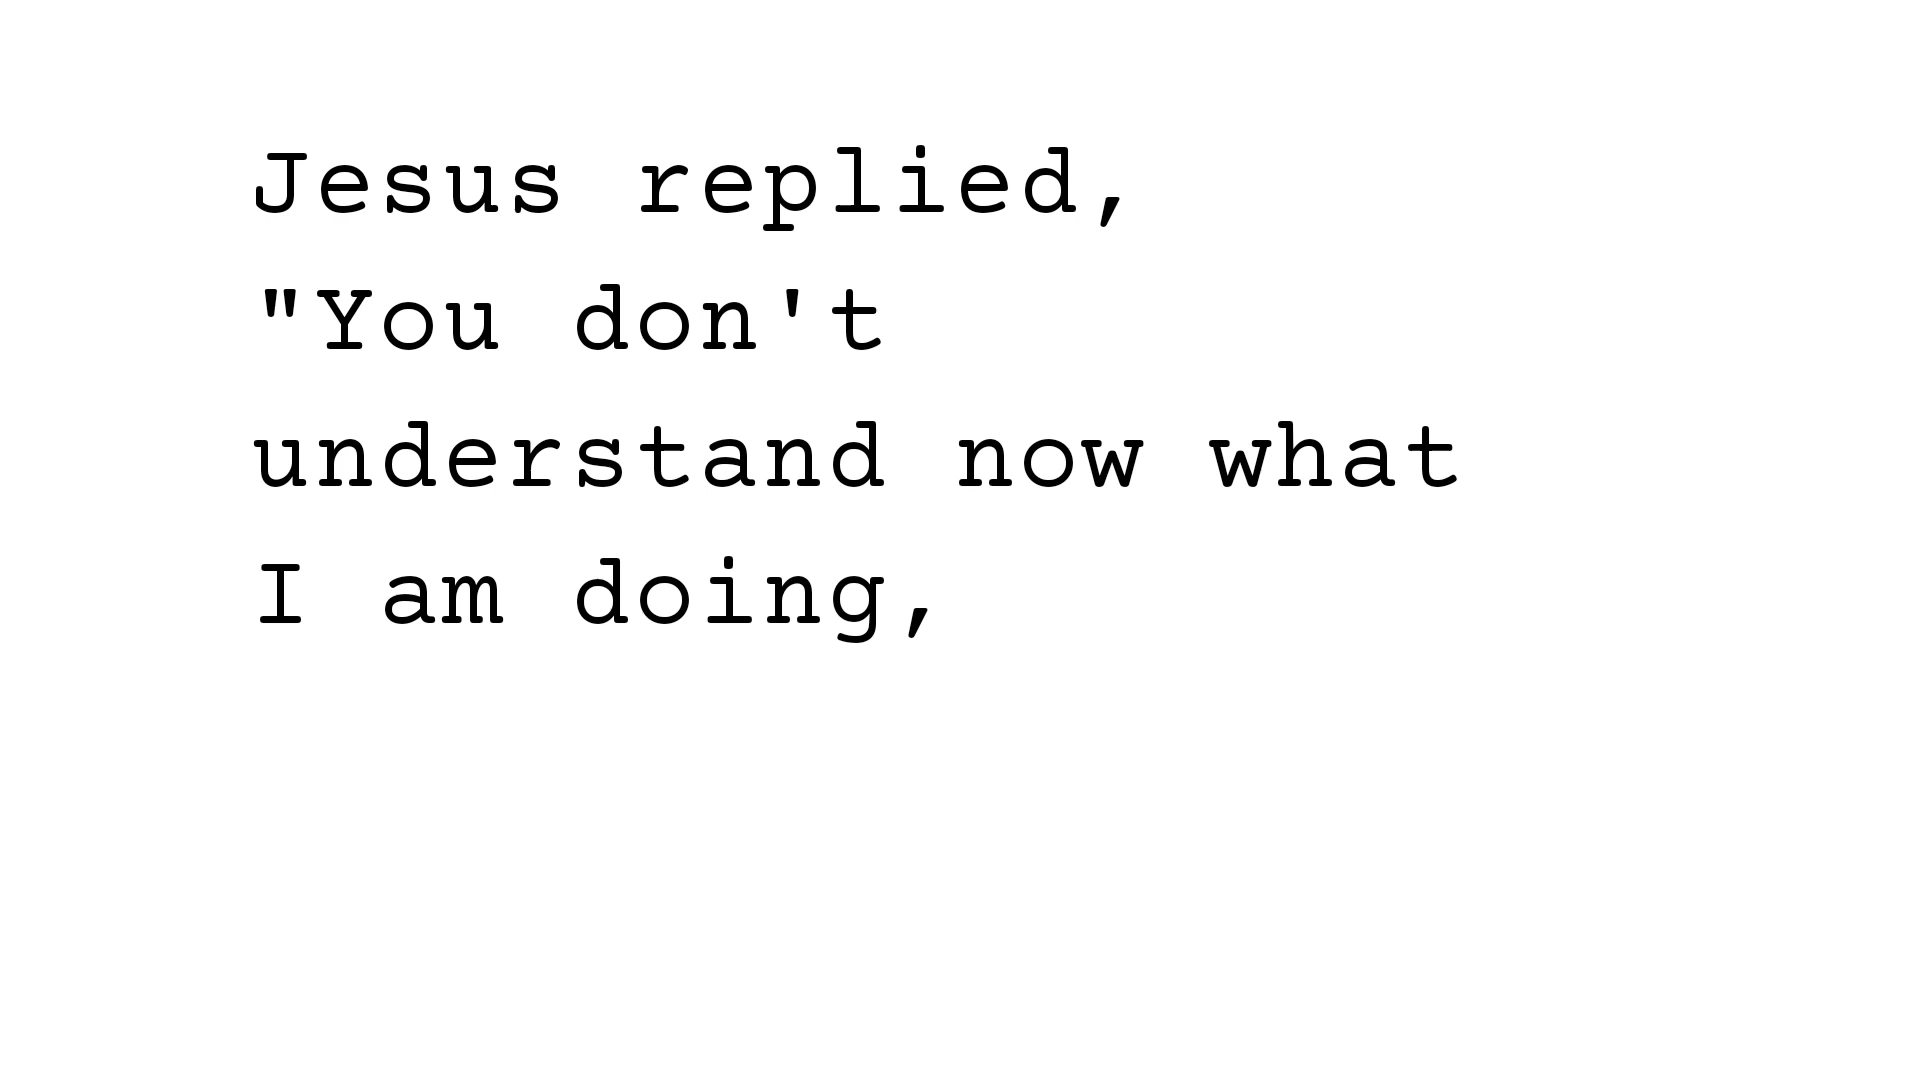 Jesus replied,
"You don't
understand now what
I am doing,